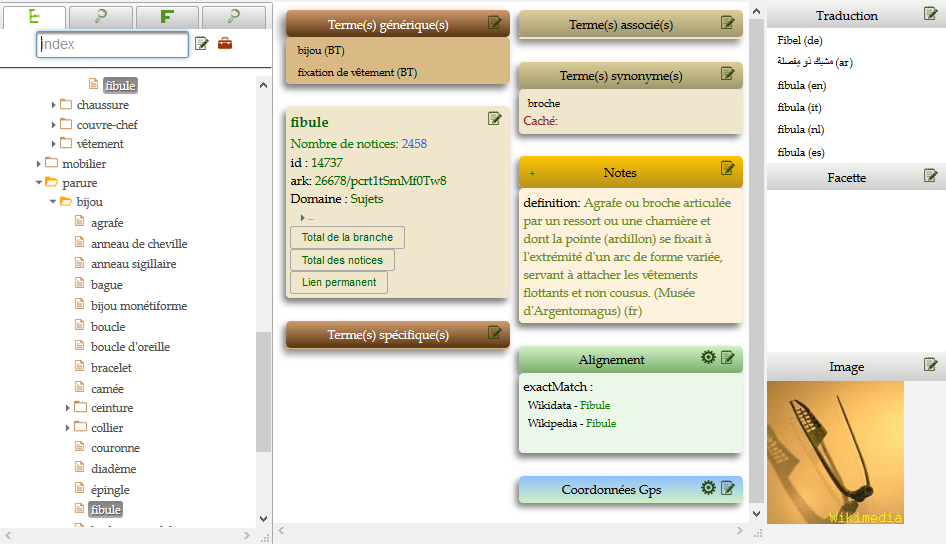 index
fibule
chaussure
couvre-chef
vêtement
mobilier
parure
bijou
agrafe
anneau de cheville
anneau sigillaire
bague
bijou monétiforme
boucle
boucle d'oreille
bracelet
camée
ceinture
collier
couronne
diadème
épingle
fibule
Terme(s) générique(s)
bijou (BT)
fixation de vêtement (BT)
fibule
Nombre de notices: 2458
id : 14737
ark: 26678/pcrt1tSmMf0Tw8
Domaine : Sujets
...
Total de la branche
Total des notices
Lien permanent
Terme(s) spécifique(s)
Terme(s) associé(s)
Terme(s) synonyme(s)
broche
Caché:
+ Notes
definition: Agrafe ou broche articulée
par un ressort ou une charnière et
dont la pointe (ardillon) se fixait à
l'extrémité d'un arc de forme variée,
servant à attacher les vêtements
flottants et non cousus. (Musée
d'Argentomagus) (fr)
Alignement
exactMatch :
Wikidata - Fibule
Wikipedia - Fibule
Coordonnées Gps
Traduction
Fibel (de)
مشبك ذو مفصلة (ar)
fibula (en)
fibula (it)
fibula (nl)
fíbula (es)
Facette
Image
Wikimedia